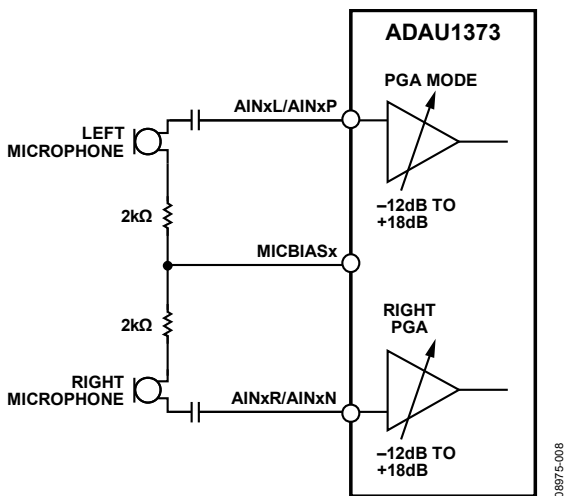 ADAU1373
PGA MODE
AINxL/AINxP
LEFT
MICROPHONE
–12dB TO
+18dB
2kΩ
MICBIASx
2kΩ
RIGHT
PGA
RIGHT
MICROPHONE
AINxR/AINxN
–12dB TO
+18dB
08975-008